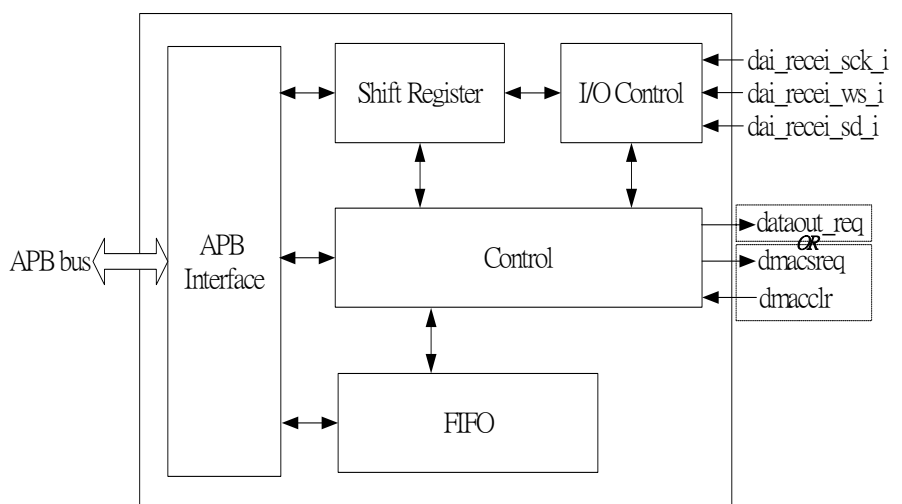 Shift Register
I/O Control
dai_recei_sck_i
dai_recei_ws_i
dai_recei_sd_i
APB bus
APB
Interface
Control
dataout_req
OR
dmacsreq
dmacclr
FIFO